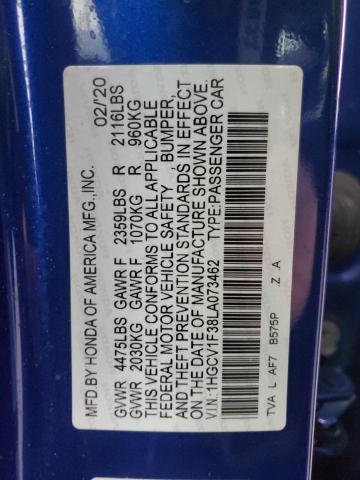 MFD.BY HONDA OF AMERICA MFG.,INC. 02/'20
GVWR 4475LBS GAWR F 2359LBS R 2116LBS
GVWR 2030KG GAWR F 1070KG R 960KG
THIS VEHICLE CONFORMS TO ALL APPLICABLE
FEDERAL MOTOR VEHICLE SAFETY , BUMPER,
AND THEFT PREVENTION STANDARDS IN EFFECT
ON THE DATE OF MANUFACTURE SHOWN ABOVE.
V.I.N:1HGCV1F38LA073462 TYPE:PASSENGER CAR
TVA L AF7 B575P Z A